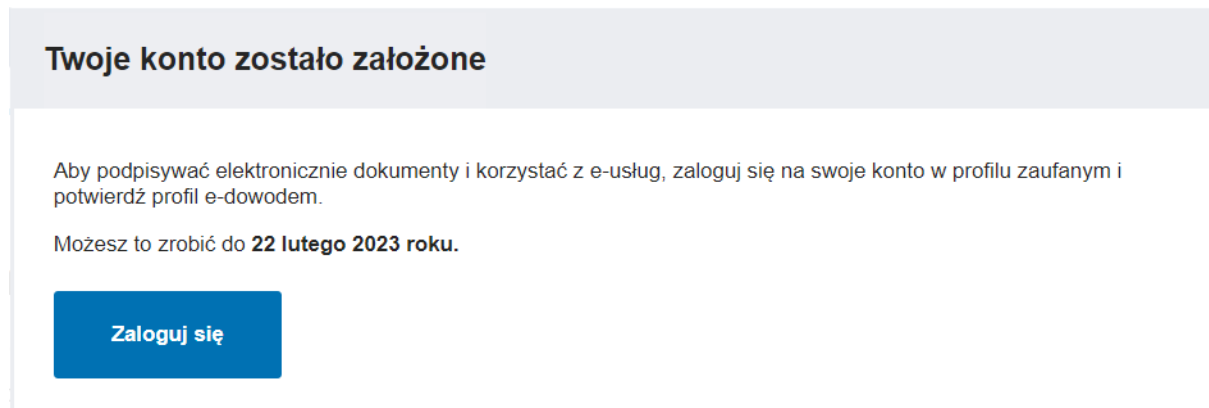 Twoje konto zostało założone
Aby podpisywać elektronicznie dokumenty i korzystać z e-usług, zaloguj się na swoje konto w profilu zaufanym i
potwierdź profil e-dowodem.
Możesz to zrobić do 22 lutego 2023 roku.
Zaloguj się